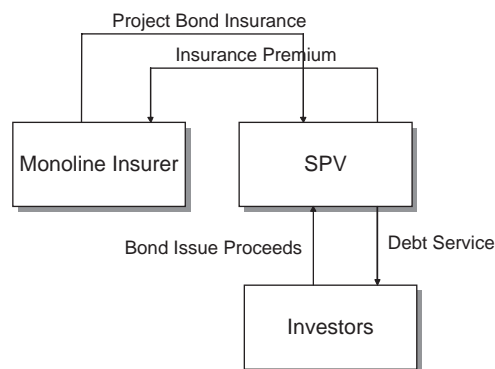 Project Bond Insurance
Insurance Premium
Monoline Insurer
SPV
Bond Issue Proceeds
Debt Service
Investors